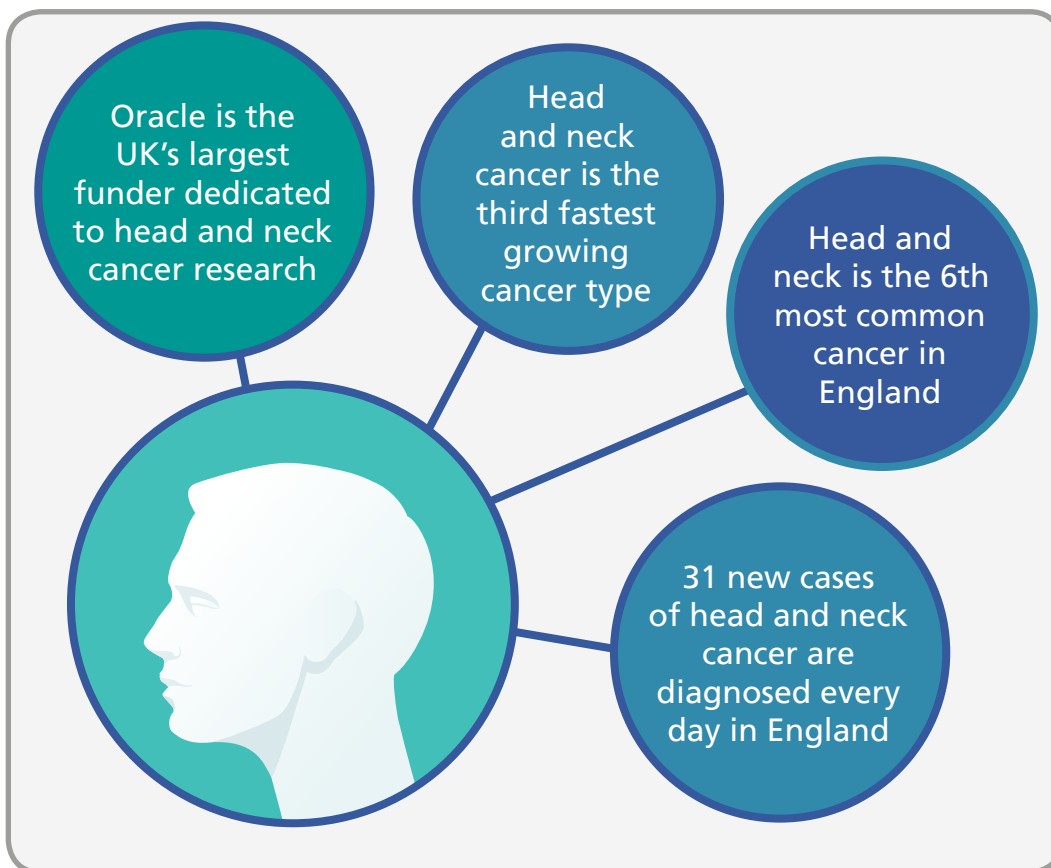 Oracle is the
UK’s largest
funder dedicated
to head and neck
cancer research
Head
and neck
cancer is the
third fastest
growing
cancer type
Head and
neck is the 6th
most common
cancer in
England
31 new cases
of head and neck
cancer are
diagnosed every
day in England